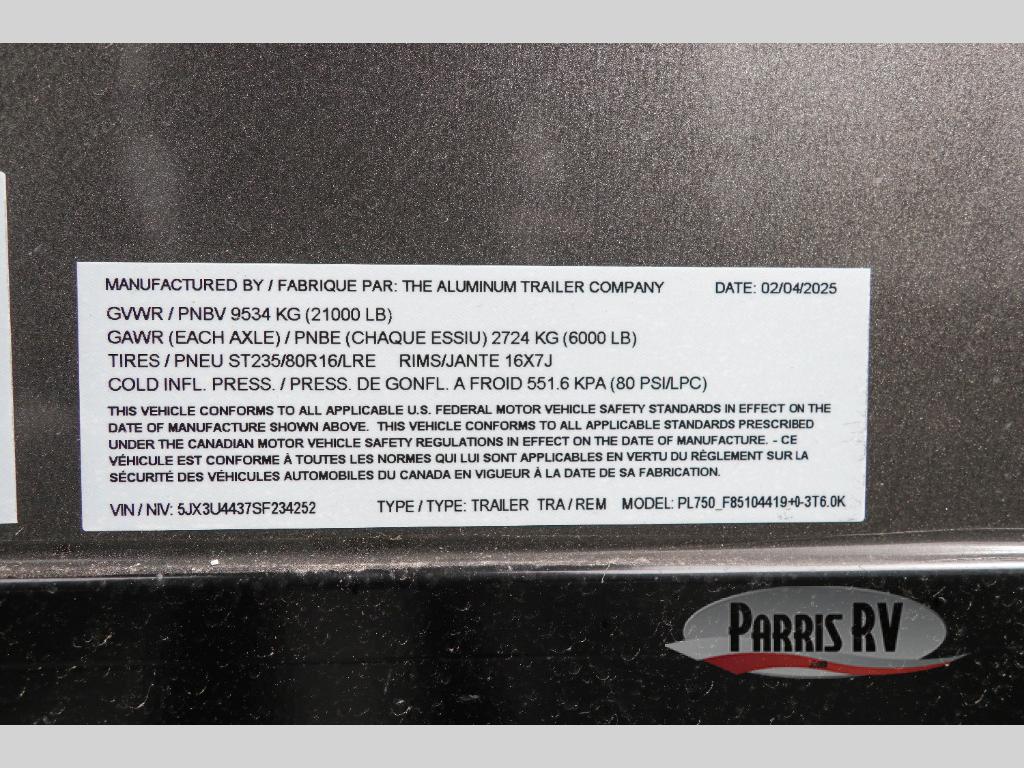 MANUFACTURED BY / FABRIQUE PAR: THE ALUMINUM TRAILER COMPANY DATE: 02/04/2025
GVWR / PNBV 9534 KG (21000 LB)
GAWR (EACH AXLE) / PNBE (CHAQUE ESSIU) 2724 KG (6000 LB)
TIRES / PNEU ST235/80R16/LRE RIMS/JANTE 16X7J
COLD INFL. PRESS. / PRESS. DE GONFL. A FROID 551.6 KPA (80 PSI/LPC)
THIS VEHICLE CONFORMS TO ALL APPLICABLE U.S. FEDERAL MOTOR VEHICLE SAFETY STANDARDS IN EFFECT ON THE
DATE OF MANUFACTURE SHOWN ABOVE. THIS VEHICLE CONFORMS TO ALL APPLICABLE STANDARDS PRESCRIBED
UNDER THE CANADIAN MOTOR VEHICLE SAFETY REGULATIONS IN EFFECT ON THE DATE OF MANUFACTURE. - CE
VÉHICULE EST CONFORME À TOUTES LES NORMES QUI LUI SONT APPLICABLES EN VERTU DU RÈGLEMENT SUR LA
SÉCURITÉ DES VÉHICULES AUTOMOBILES DU CANADA EN VIGUEUR À LA DATE DE SA FABRICATION.
VIN / NIV: 5JX3U4437SF234252 TYPE / TYPE: TRAILER TRA / REM MODEL: PL750_F85104419+0-3T6.0K
PARRIS RV